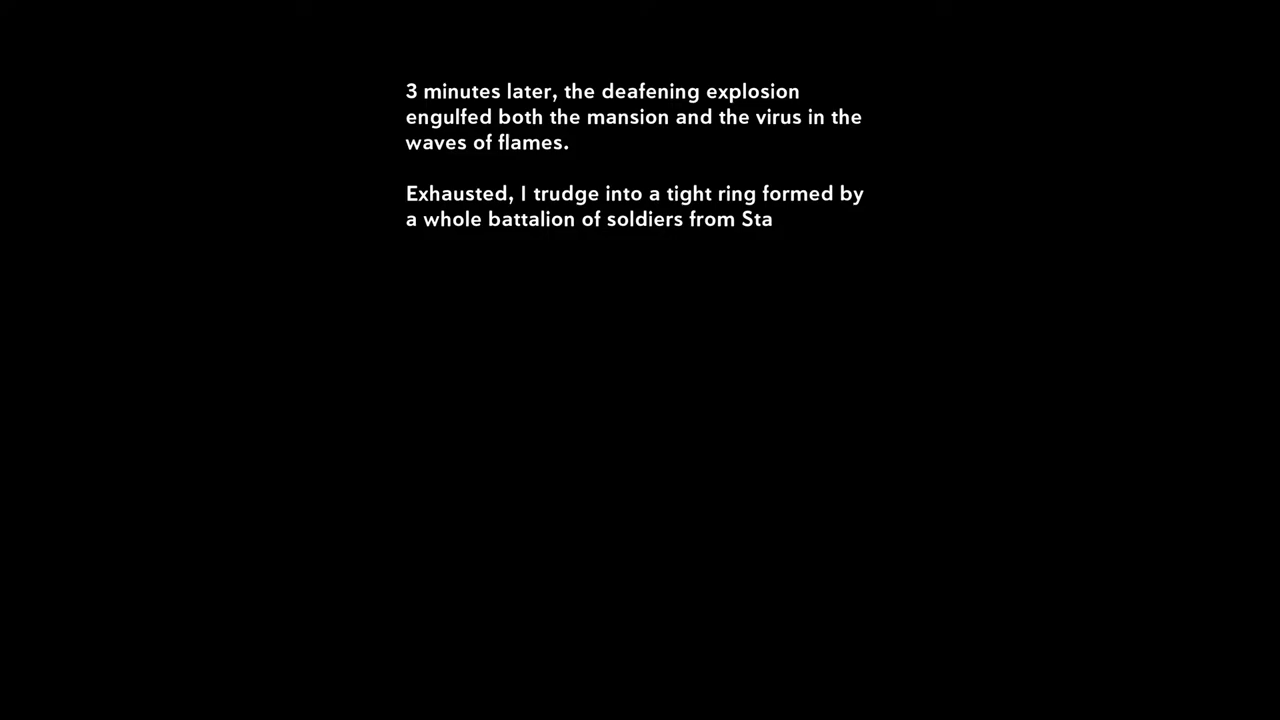 3 minutes later, the deafening explosion
engulfed both the mansion and the virus in the
waves of flames.
Exhausted, I trudge into a tight ring formed by
a whole battalion of soldiers from Sta